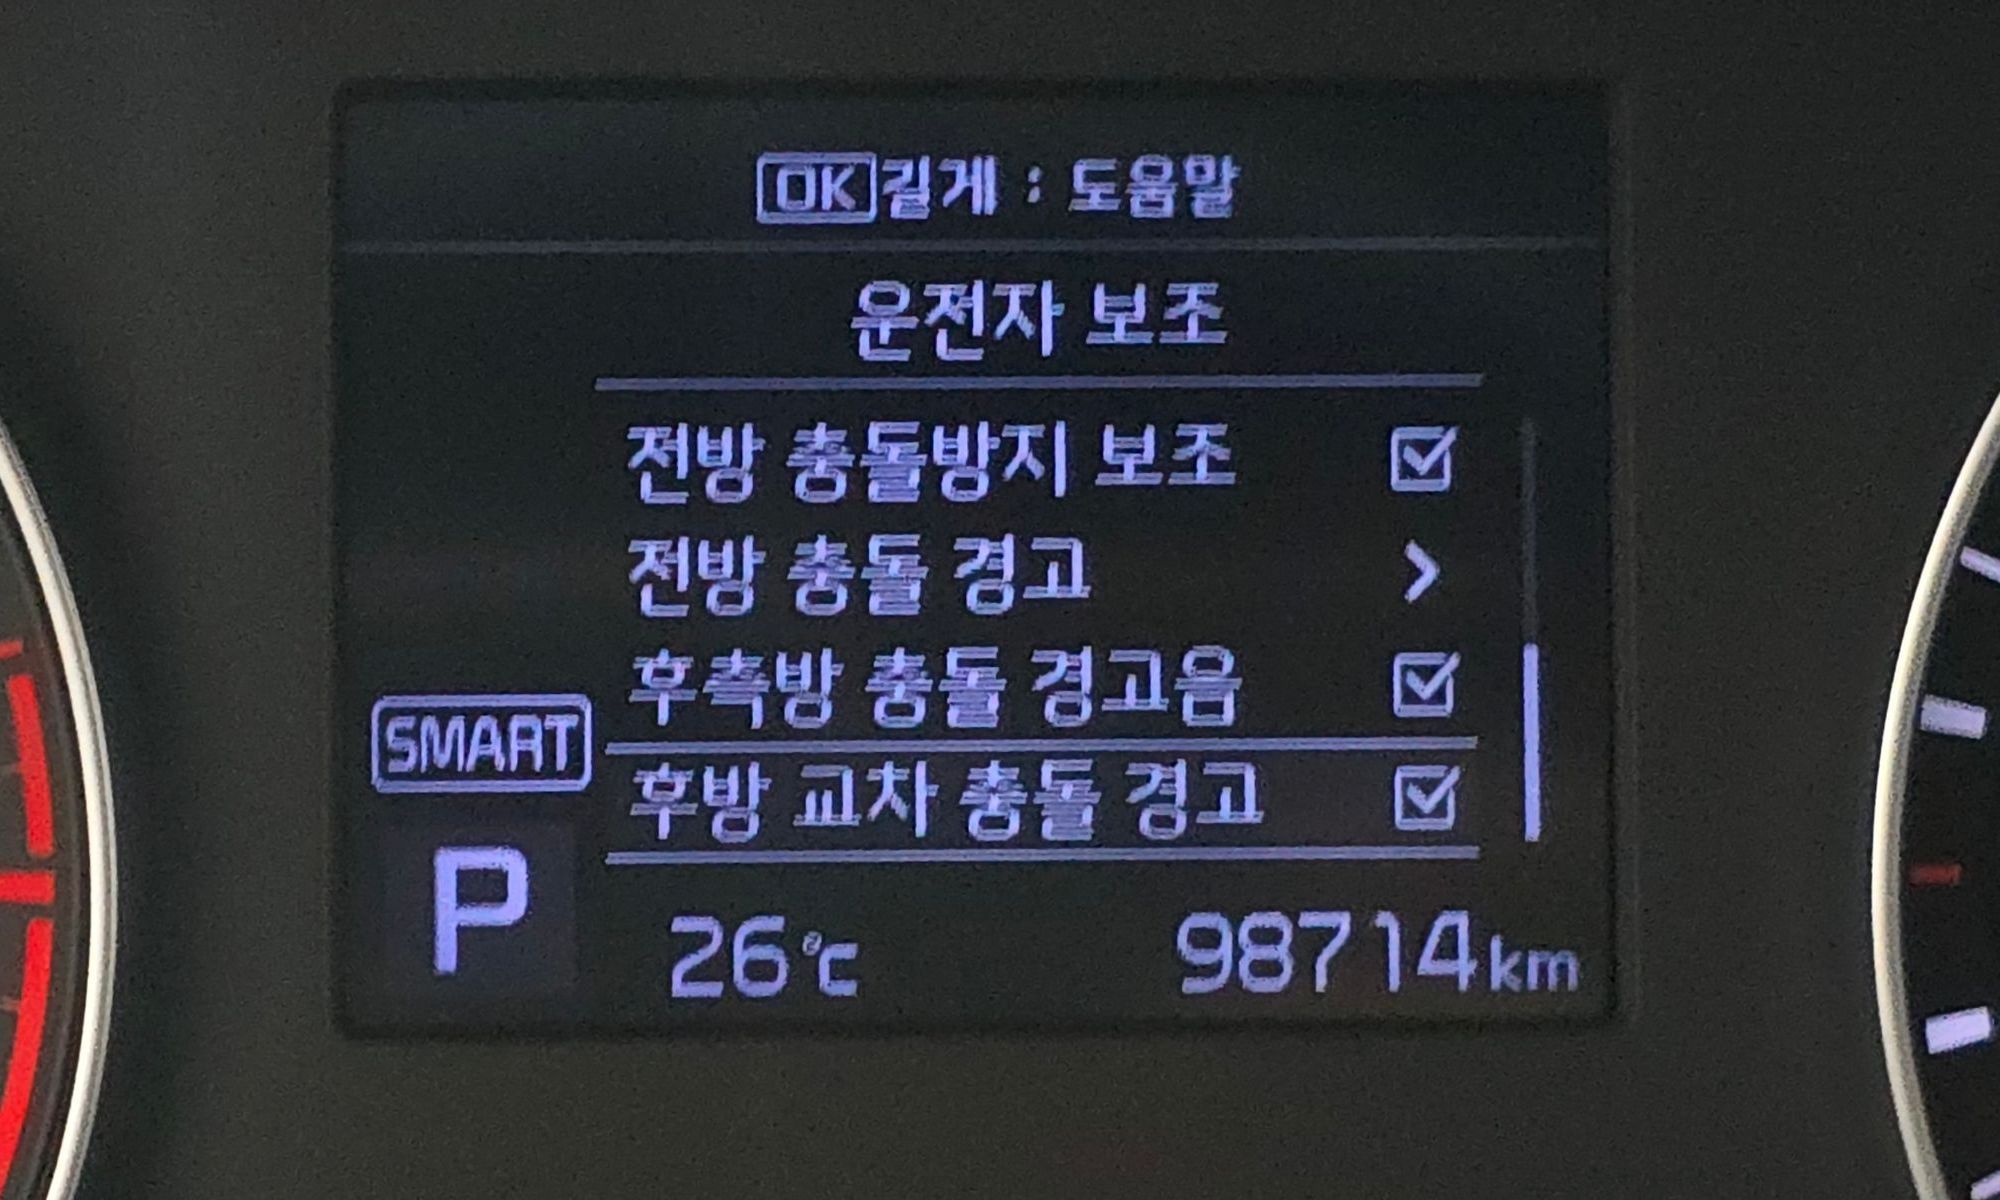 OK길게 : 도움말
운전자 보조
전방 충돌방지 보조
전방 충돌 경고 >
후측방 충돌 경고음
후방 교차 충돌 경고
SMART
P
26℃ 98714km